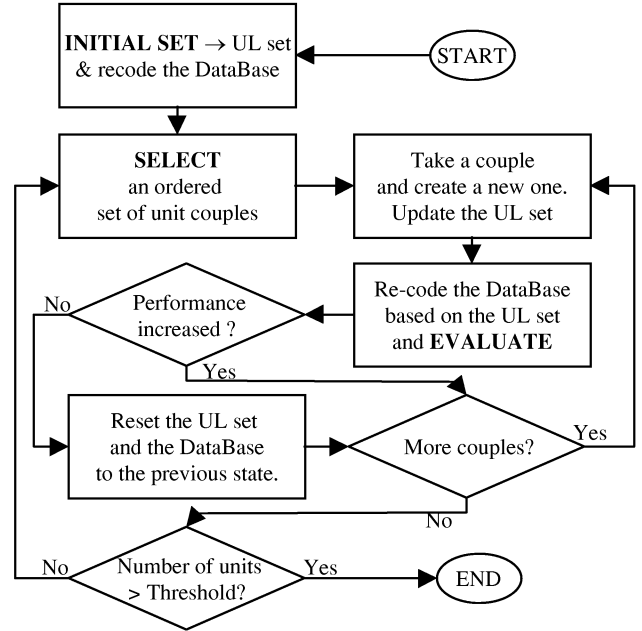 START
INITIAL SET → UL set
& recode the DataBase
SELECT
an ordered
set of unit couples
Take a couple
and create a new one.
Update the UL set
Re-code the DataBase
based on the UL set
and EVALUATE
Performance
increased ?
No
Yes
Reset the UL set
and the DataBase
to the previous state.
More couples?
Yes
No
Number of units
> Threshold?
No
Yes
END